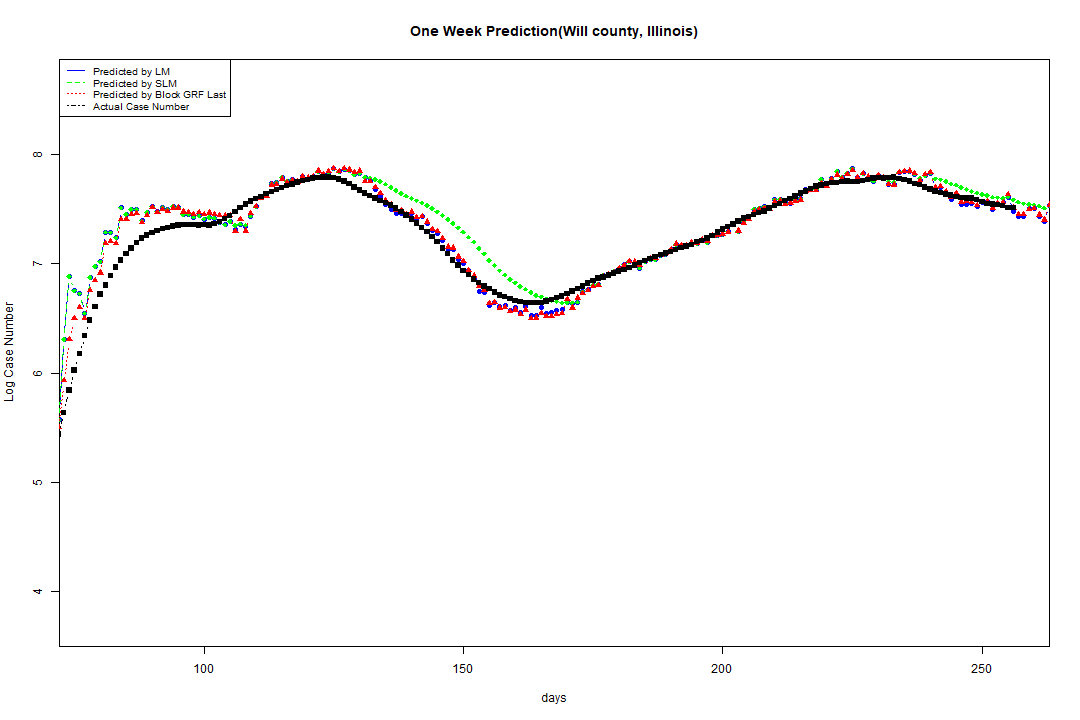 One Week Prediction(Will county, Illinois)
Predicted by LM
Predicted by SLM
Predicted by Block GRF Last
Actual Case Number
8
7
6
5
4
Log Case Number
100 150 200 250
days